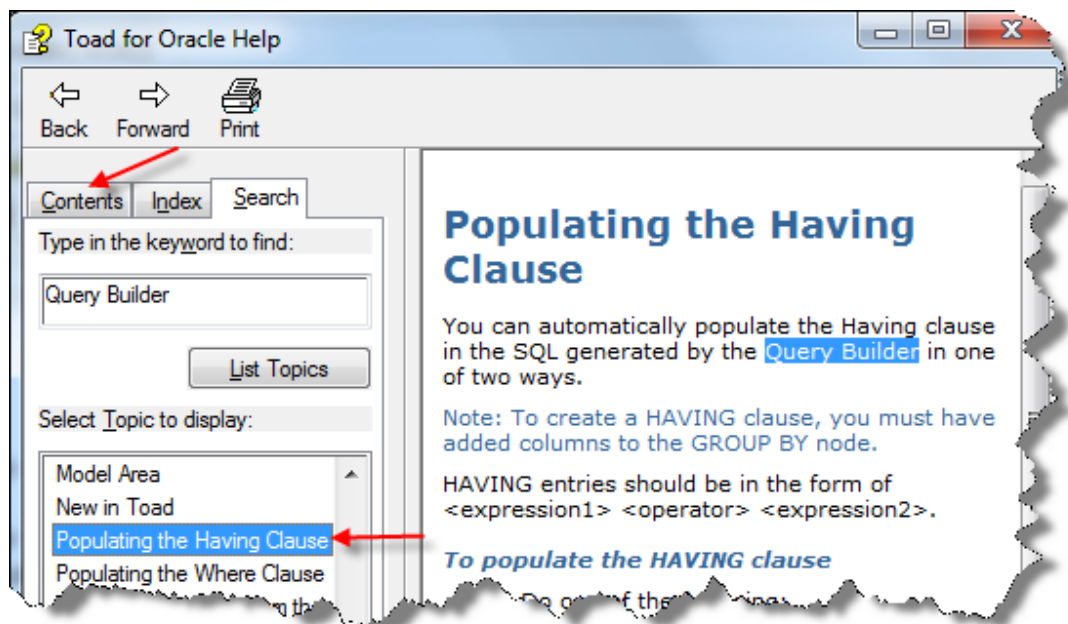 Toad for Oracle Help
Back Forward Print
Contents Index Search
Type in the keyword to find:
Query Builder
List Topics
Select Topic to display:
Model Area
New in Toad
Populating the Having Clause
Populating the Where Clause
Populating the Having
Clause
You can automatically populate the Having clause
in the SQL generated by the Query Builder in one
of two ways.
Note: To create a HAVING clause, you must have
added columns to the GROUP BY node.
HAVING entries should be in the form of
<expression1> <operator> <expression2>.
To populate the HAVING clause
Do of the